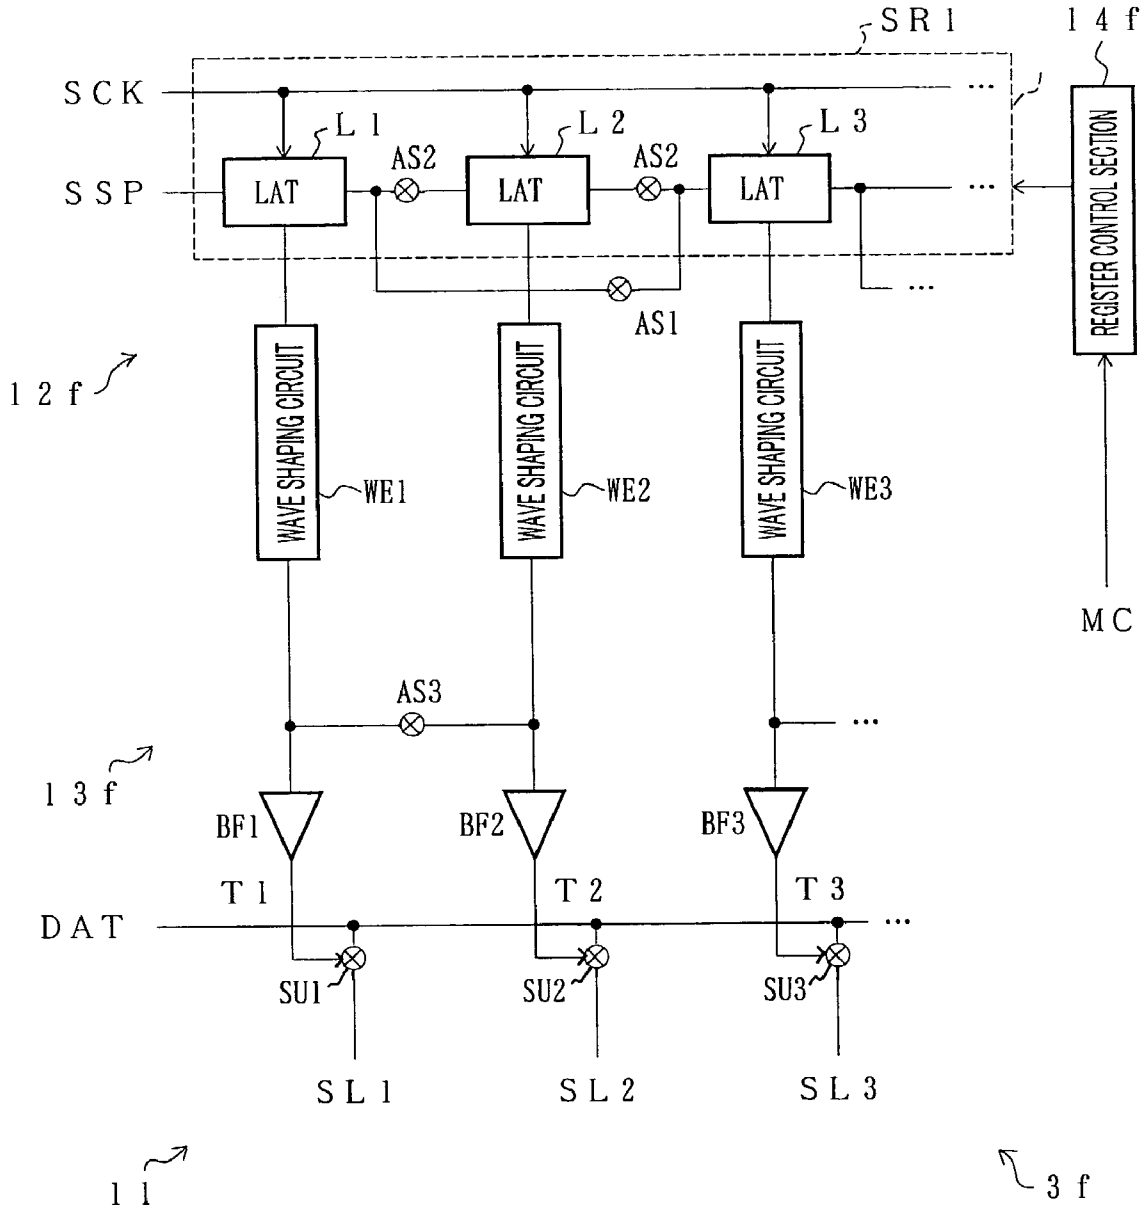 SR1
14f
SCK
...
L1
L2
L3
AS2
AS2
SSP
LAT
LAT
LAT
...
REGISTER CONTROL SECTION
...
AS1
12f
WAVE SHAPING CIRCUIT
WAVE SHAPING CIRCUIT
WAVE SHAPING CIRCUIT
WE1
WE2
WE3
MC
AS3
...
13f
BF1
BF2
BF3
T1
T2
T3
DAT
...
SU1
SU2
SU3
SL1
SL2
SL3
11
3f